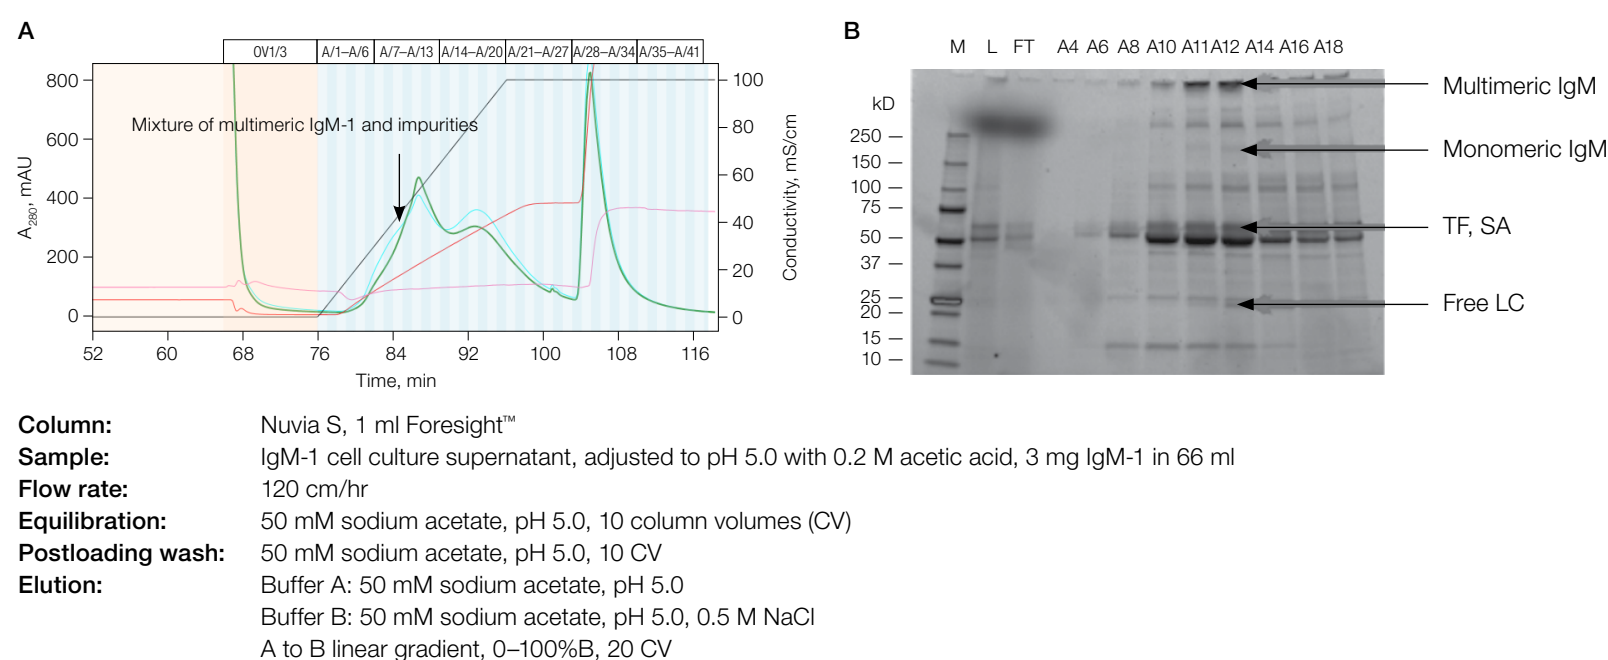 A
OV1/3 A/1–A/6 A/7–A/13 A/14–A/20 A/21–A/27 A/28–A/34 A/35–A/41
Mixture of multimeric IgM-1 and impurities
A280, mAU
800
600
400
200
0
100
80
60
40
20
0
Conductivity, mS/cm
52 60 68 76 84 92 100 108 116
Time, min
B
M L FT A4 A6 A8 A10 A11 A12 A14 A16 A18
kD
250
150
100
75
50
37
25
20
15
10
Multimeric IgM
Monomeric IgM
TF, SA
Free LC
Column: Nuvia S, 1 ml Foresight™
Sample: IgM-1 cell culture supernatant, adjusted to pH 5.0 with 0.2 M acetic acid, 3 mg IgM-1 in 66 ml
Flow rate: 120 cm/hr
Equilibration: 50 mM sodium acetate, pH 5.0, 10 column volumes (CV)
Postloading wash: 50 mM sodium acetate, pH 5.0, 10 CV
Elution: Buffer A: 50 mM sodium acetate, pH 5.0
Buffer B: 50 mM sodium acetate, pH 5.0, 0.5 M NaCl
A to B linear gradient, 0–100%B, 20 CV